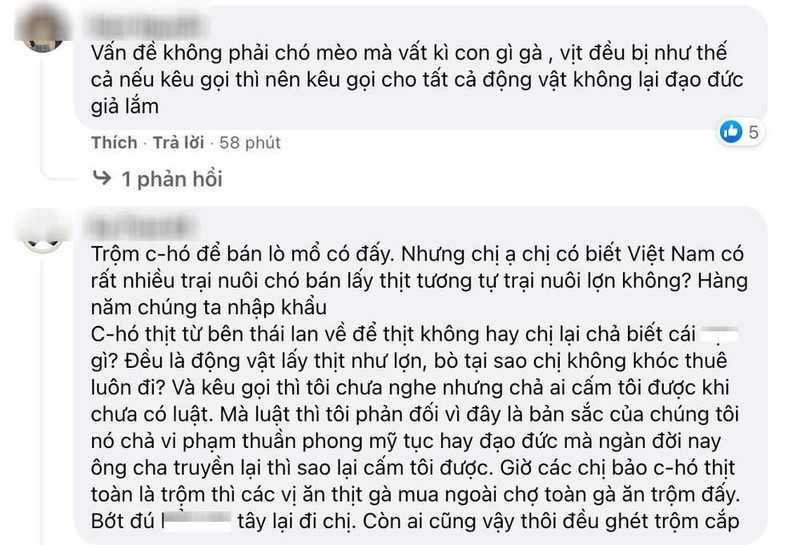 Vấn đề không phải chó mèo mà vất kì con gì gà , vịt đều bị như thế
cả nếu kêu gọi thì nên kêu gọi cho tất cả động vật không lại đạo đức
giả lắm
Thích · Trả lời · 58 phút
5
1 phản hồi
Trộm c-hó để bán lò mổ có đấy. Nhưng chị ạ chị có biết Việt Nam có
rất nhiều trại nuôi chó bán lấy thịt tương tự trại nuôi lợn không? Hàng
năm chúng ta nhập khẩu
C-hó thịt từ bên thái lan về để thịt không hay chị lại chả biết cái
gì? Đều là động vật lấy thịt như lợn, bò tại sao chị không khóc thuê
luôn đi? Và kêu gọi thì tôi chưa nghe nhưng chả ai cấm tôi được khi
chưa có luật. Mà luật thì tôi phản đối vì đây là bản sắc của chúng tôi
nó chả vi phạm thuần phong mỹ tục hay đạo đức mà ngàn đời nay
ông cha truyền lại thì sao lại cấm tôi được. Giờ các chị bảo c-hó thịt
toàn là trộm thì các vị ăn thịt gà mua ngoài chợ toàn gà ăn trộm đấy.
Bớt đú tây lại đi chị. Còn ai cũng vậy thôi đều ghét trộm cắp